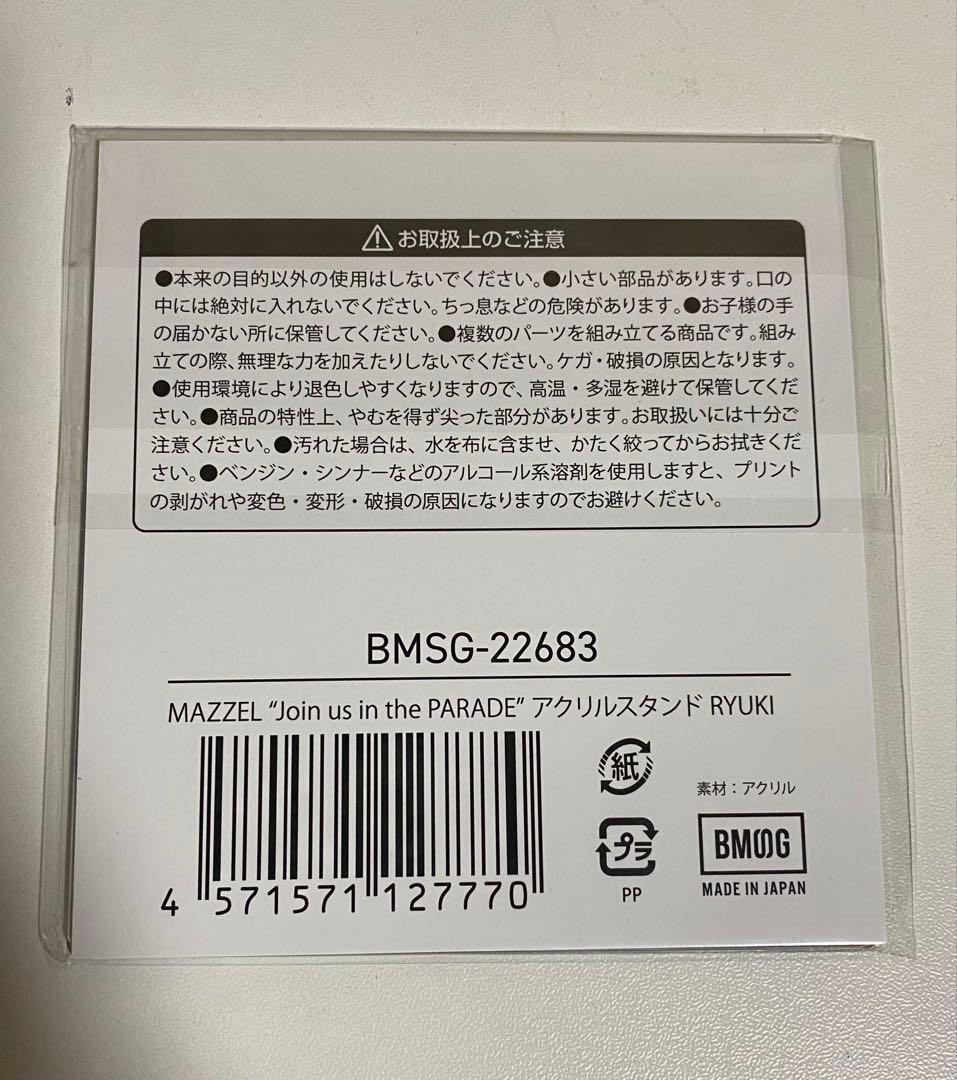 ⚠ お取扱上のご注意
●本来の目的以外の使用はしないでください。●小さい部品があります。口の
中には絶対に入れないでください。ちっ息などの危険があります。●お子様の手
の届かない所に保管してください。●複数のパーツを組み立てる商品です。組み
立ての際、無理な力を加えたりしないでください。ケガ・破損の原因となります。
●使用環境により退色しやすくなりますので、高温・多湿を避けて保管してくだ
さい。●商品の特性上、やむを得ず尖った部分があります。お取扱いには十分ご
注意ください。●汚れた場合は、水を布に含ませ、かたく絞ってからお拭きくだ
さい。●ベンジン・シンナーなどのアルコール系溶剤を使用しますと、プリント
の剥がれや変色・変形・破損の原因になりますのでお避けください。
BMSG-22683
MAZZEL “Join us in the PARADE” アクリルスタンド RYUKI
4 571571 127770
紙
プラ
PP
素材：アクリル
BMSG
MADE IN JAPAN